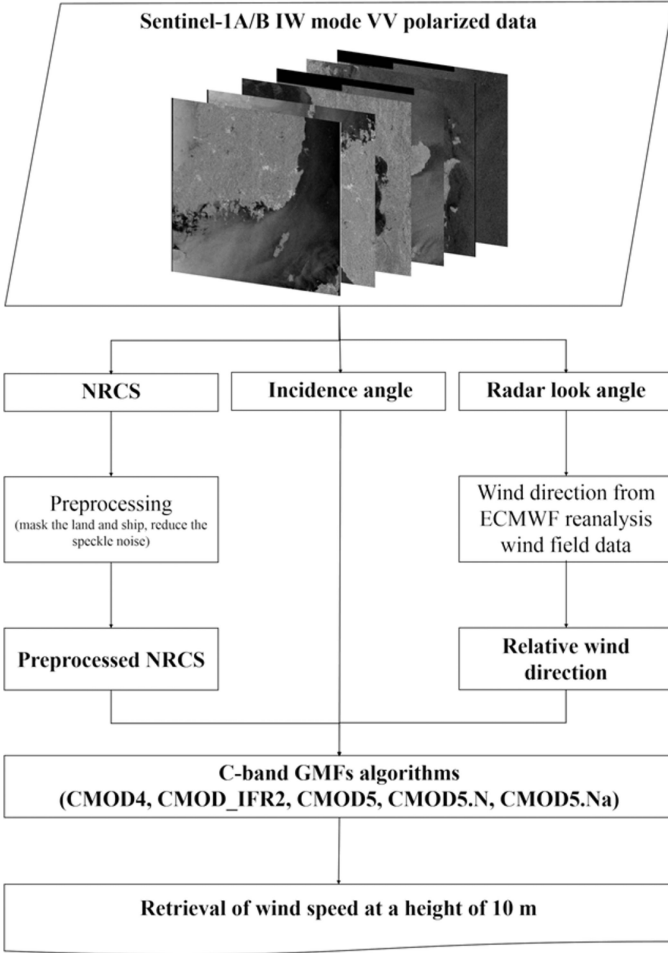 Sentinel-1A/B IW mode VV polarized data
NRCS
Incidence angle
Radar look angle
Preprocessing
(mask the land and ship, reduce the
speckle noise)
Wind direction from
ECMWF reanalysis
wind field data
Preprocessed NRCS
Relative wind
direction
C-band GMFs algorithms
(CMOD4, CMOD_IFR2, CMOD5, CMOD5.N, CMOD5.Na)
Retrieval of wind speed at a height of 10 m